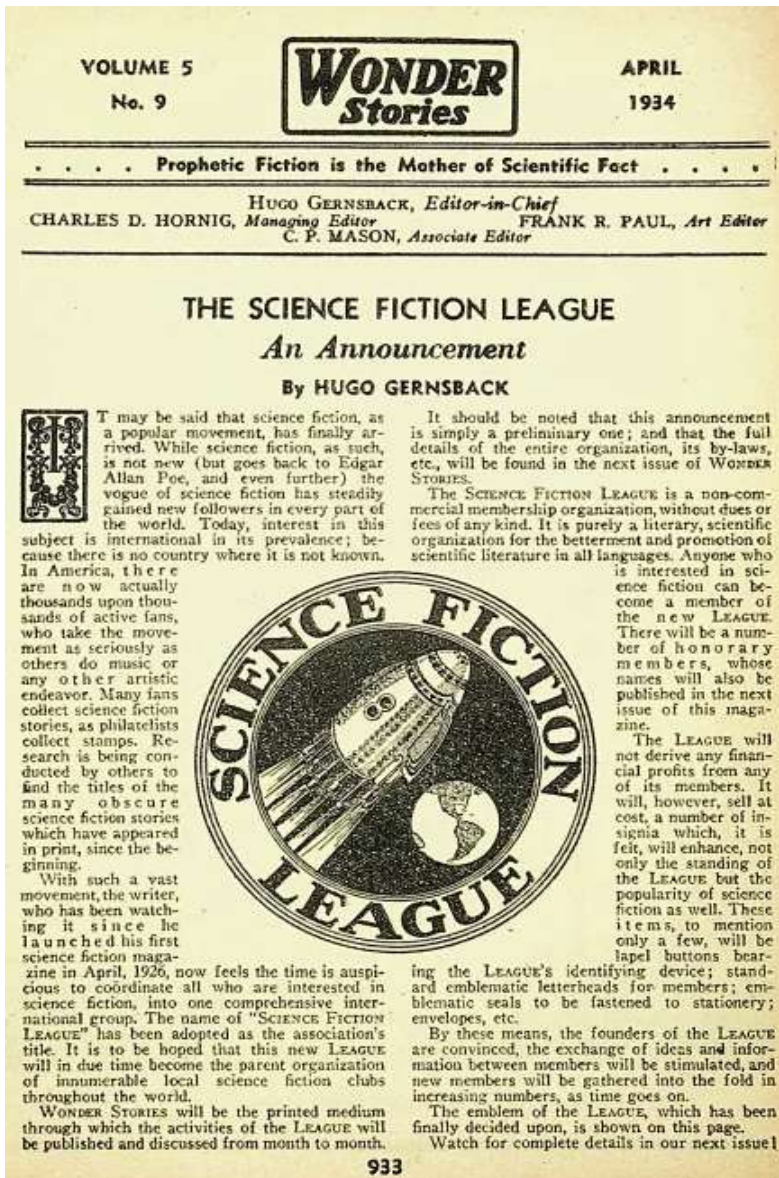 VOLUME 5
No. 9
WONDER
Stories
APRIL
1934
. . . . Prophetic Fiction is the Mother of Scientific Fact . . . .
HUGO GERNSBACK, Editor-in-Chief
CHARLES D. HORNIG, Managing Editor FRANK R. PAUL, Art Editor
C. P. MASON, Associate Editor
THE SCIENCE FICTION LEAGUE
An Announcement
By HUGO GERNSBACK
IT may be said that science fiction, as
a popular movement, has finally ar-
rived. While science fiction, as such,
is not new (but goes back to Edgar
Allan Poe, and even further) the
vogue of science fiction has steadily
gained new followers in every part of
the world. Today, interest in this
subject is international in its prevalence; be-
cause there is no country where it is not known.
In America, there
are now actually
thousands upon thou-
sands of active fans,
who take the move-
ment as seriously as
others do music or
any other artistic
endeavor. Many fans
collect science fiction
stories, as philatelists
collect stamps. Re-
search is being con-
ducted by others to
find the titles of the
many obscure
science fiction stories
which have appeared
in print, since the be-
ginning.
With such a vast
movement, the writer,
who has been watch-
ing it since he
launched his first
science fiction maga-
zine in April, 1926, now feels the time is auspi-
cious to coördinate all who are interested in
science fiction, into one comprehensive inter-
national group. The name of "SCIENCE FICTION
LEAGUE" has been adopted as the association's
title. It is to be hoped that this new LEAGUE
will in due time become the parent organization
of innumerable local science fiction clubs
throughout the world.
WONDER STORIES will be the printed medium
through which the activities of the LEAGUE will
be published and discussed from month to month.
SCIENCE FICTION
LEAGUE
It should be noted that this announcement
is simply a preliminary one; and that the full
details of the entire organization, its by-laws,
etc., will be found in the next issue of WONDER
STORIES.
The SCIENCE FICTION LEAGUE is a non-com-
mercial membership organization, without dues or
fees of any kind. It is purely a literary, scientific
organization for the betterment and promotion of
scientific literature in all languages. Anyone who
is interested in sci-
ence fiction can be-
come a member of
the new LEAGUE.
There will be a num-
ber of honorary
members, whose
names will also be
published in the next
issue of this maga-
zine.
The LEAGUE will
not derive any finan-
cial profits from any
of its members. It
will, however, sell at
cost, a number of in-
signia which, it is
felt, will enhance, not
only the standing of
the LEAGUE but the
popularity of science
fiction as well. These
items, to mention
only a few, will be
lapel buttons bear-
ing the LEAGUE'S identifying device; stand-
ard emblematic letterheads for members; em-
blematic seals to be fastened to stationery;
envelopes, etc.
By these means, the founders of the LEAGUE
are convinced, the exchange of ideas and infor-
mation between members will be stimulated, and
new members will be gathered into the fold in
increasing numbers, as time goes on.
The emblem of the LEAGUE, which has been
finally decided upon, is shown on this page.
Watch for complete details in our next issue!
933